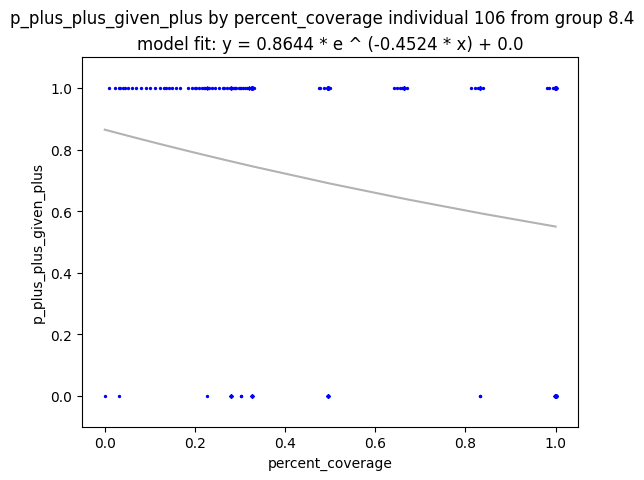 p_plus_plus_given_plus by percent_coverage individual 106 from group 8.4
model fit: y = 0.8644 * e ^ (-0.4524 * x) + 0.0
1.0
0.8
0.6
0.4
0.2
0.0
p_plus_plus_given_plus
0.0 0.2 0.4 0.6 0.8 1.0
percent_coverage